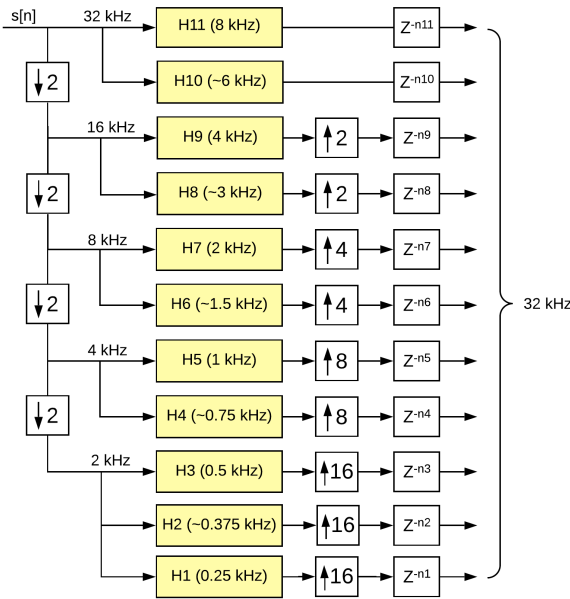 s[n] 32 kHz H11 (8 kHz) Z-n11
↓2 H10 (~6 kHz) Z-n10
16 kHz H9 (4 kHz) ↑2 Z-n9
↓2 H8 (~3 kHz) ↑2 Z-n8
8 kHz H7 (2 kHz) ↑4 Z-n7
↓2 H6 (~1.5 kHz) ↑4 Z-n6
32 kHz
4 kHz H5 (1 kHz) ↑8 Z-n5
↓2 H4 (~0.75 kHz) ↑8 Z-n4
2 kHz H3 (0.5 kHz) ↑16 Z-n3
H2 (~0.375 kHz) ↑16 Z-n2
H1 (0.25 kHz) ↑16 Z-n1